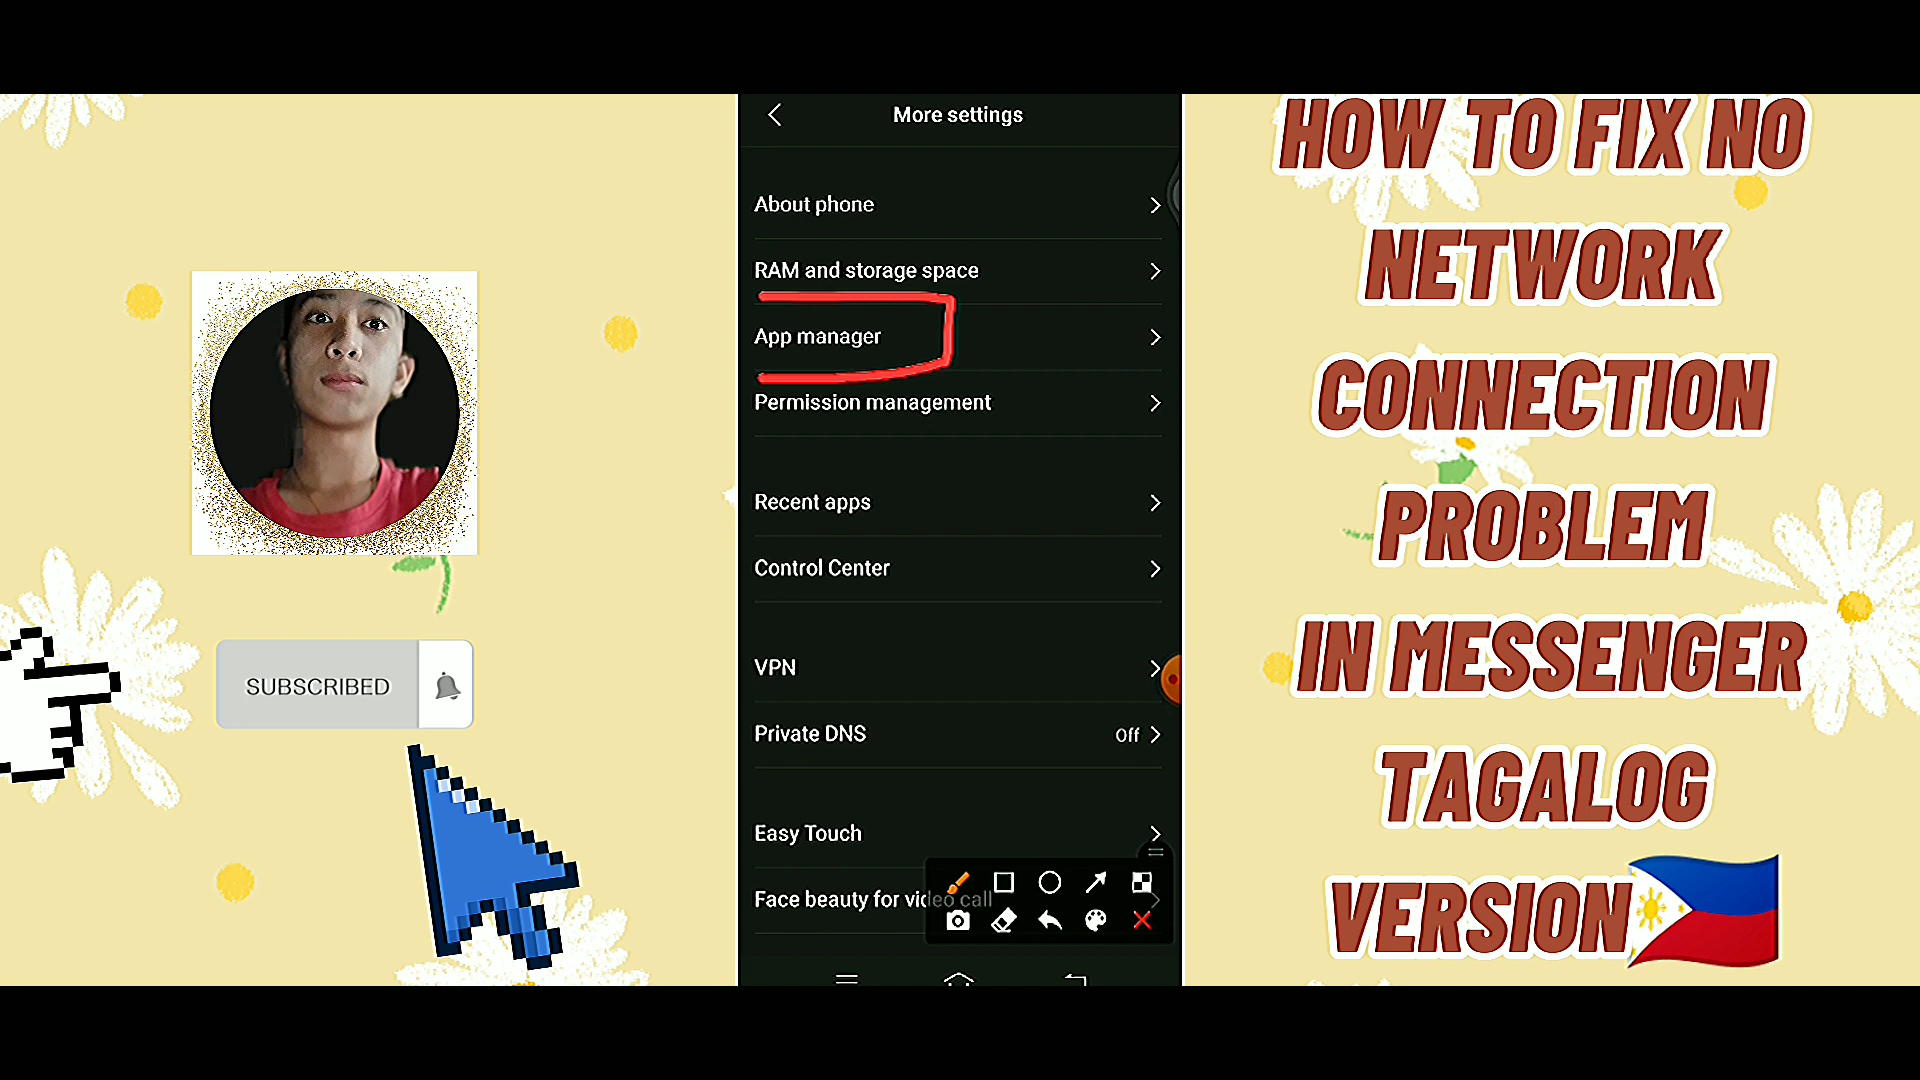 SUBSCRIBED
More settings
About phone
RAM and storage space
App manager
Permission management
Recent apps
Control Center
VPN
Private DNS Off
Easy Touch
Face beauty for video call
HOW TO FIX NO
NETWORK
CONNECTION
PROBLEM
IN MESSENGER
TAGALOG
VERSION